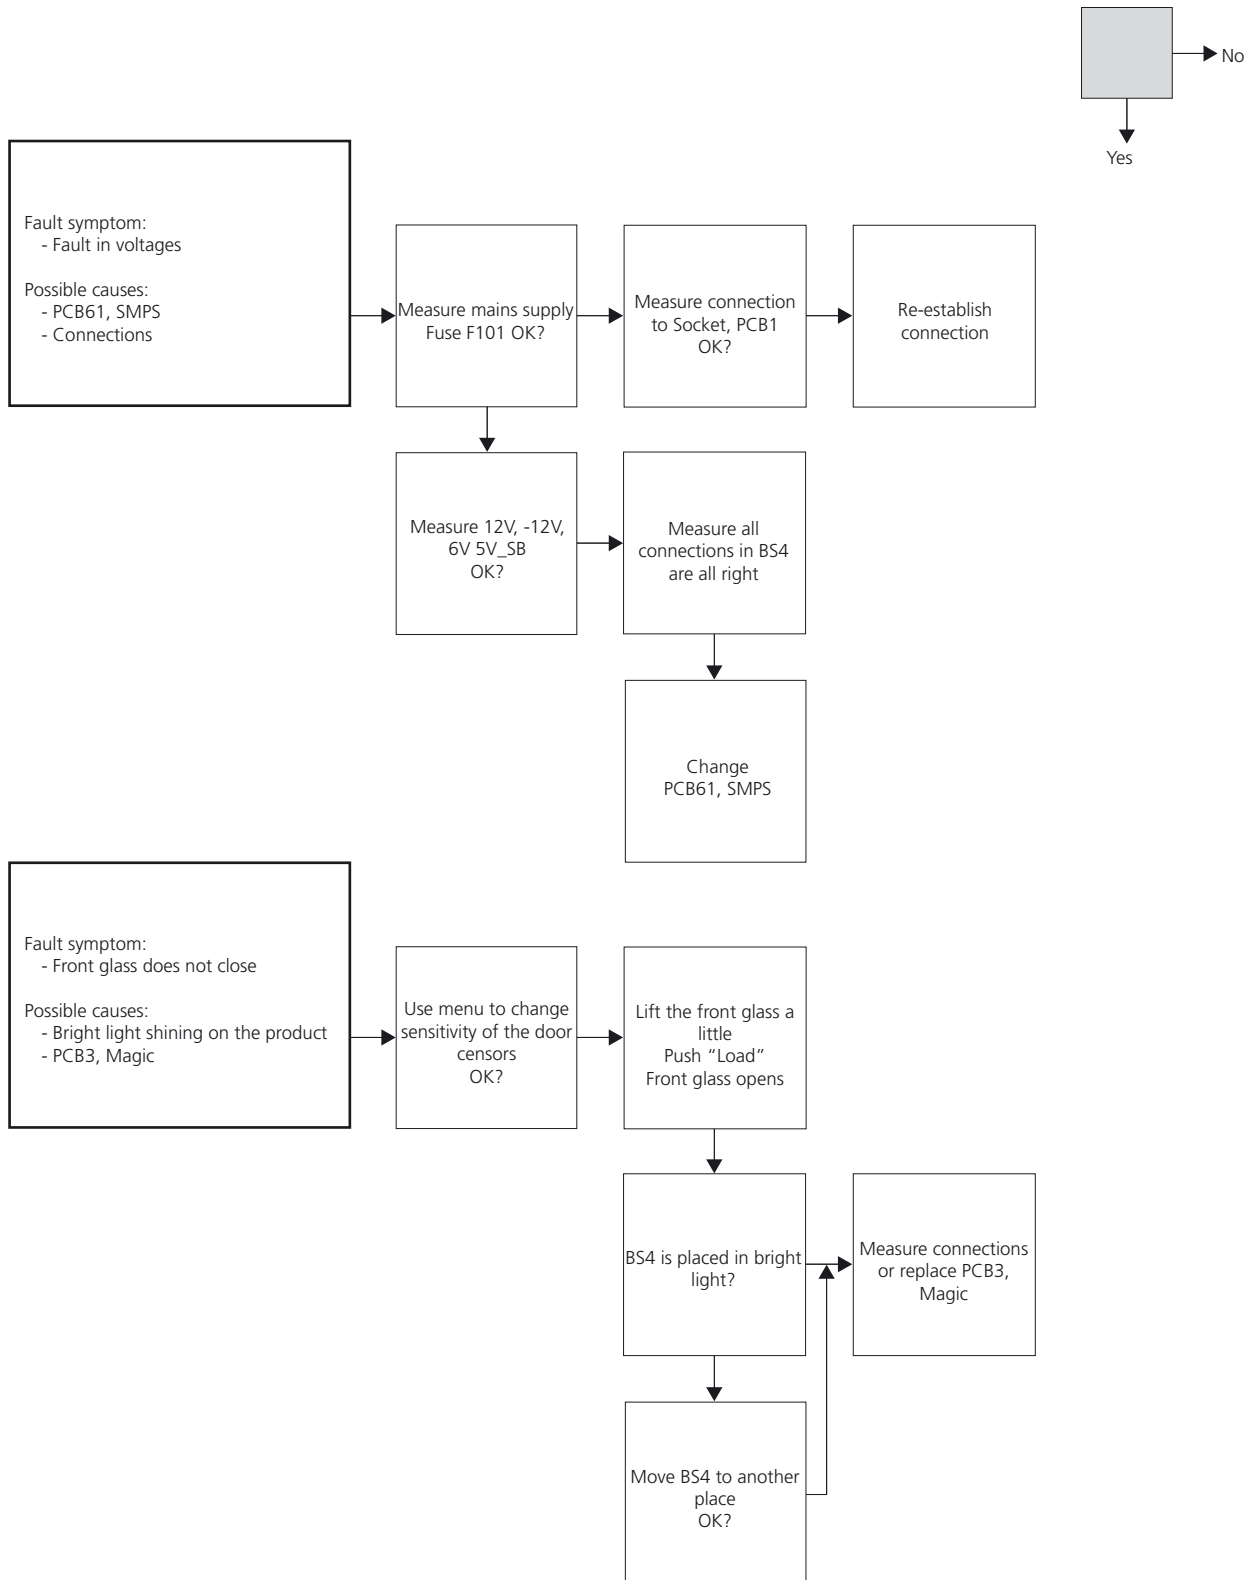 No
Yes
Fault symptom:
- Fault in voltages
Possible causes:
- PCB61, SMPS
- Connections
Measure mains supply
Fuse F101 OK?
Measure connection
to Socket, PCB1
OK?
Re-establish
connection
Measure 12V, -12V,
6V 5V_SB
OK?
Measure all
connections in BS4
are all right
Change
PCB61, SMPS
Fault symptom:
- Front glass does not close
Possible causes:
- Bright light shining on the product
- PCB3, Magic
Use menu to change
sensitivity of the door
censors
OK?
Lift the front glass a
little
Push “Load”
Front glass opens
BS4 is placed in bright
light?
Measure connections
or replace PCB3,
Magic
Move BS4 to another
place
OK?